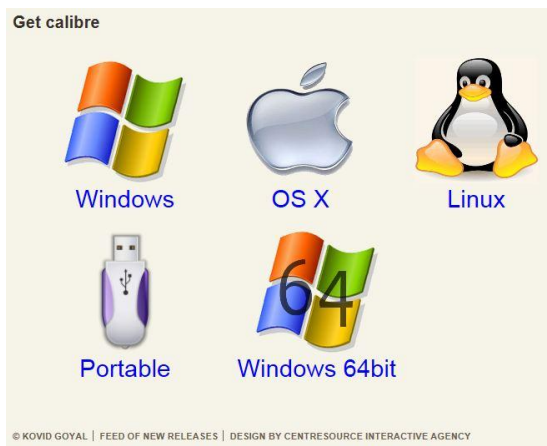 Get calibre
Windows OS X Linux
64
Portable Windows 64bit
© KOVID GOYAL | FEED OF NEW RELEASES | DESIGN BY CENTRESOURCE INTERACTIVE AGENCY